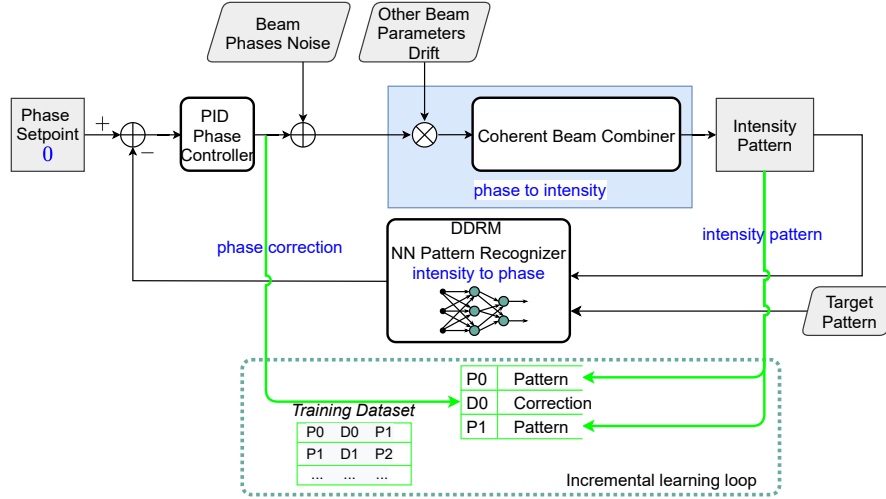 Beam
Phases Noise
Other Beam
Parameters
Drift
Phase
Setpoint
0
+
−
PID
Phase
Controller
Coherent Beam Combiner
phase to intensity
Intensity
Pattern
phase correction
intensity pattern
DDRM
NN Pattern Recognizer
intensity to phase
Target
Pattern
P0 Pattern
D0 Correction
P1 Pattern
Training Dataset
P0 D0 P1
P1 D1 P2
... ... ...
Incremental learning loop